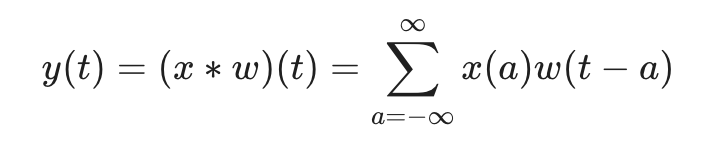 y(t) = (x * w)(t) = ∑_{a=−∞}^{∞} x(a)w(t − a)